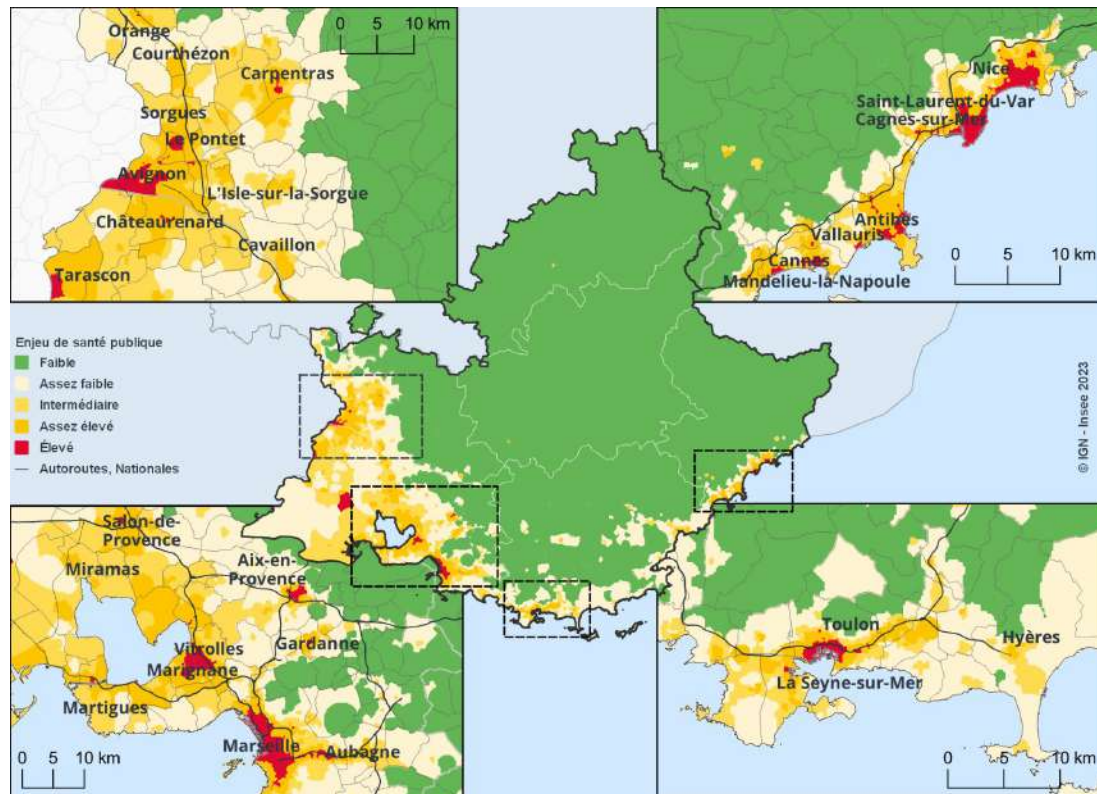 Orange
Courthézon
Carpentras
Sorgues
Le Pontet
Avignon
L'Isle-sur-la-Sorgue
Châteaurenard
Cavaillon
Tarascon
0 5 10 km
Nice
Saint-Laurent-du-Var
Cagnes-sur-Mer
Antibes
Vallauris
Cannes
Mandelieu-la-Napoule
0 5 10 km
Enjeu de santé publique
Faible
Assez faible
Intermédiaire
Assez élevé
Élevé
Autoroutes, Nationales
© IGN - Insee 2023
Salon-de-
Provence
Miramas
Aix-en-
Provence
Gardanne
Vitrolles
Marignane
Martigues
Marseille
Aubagne
0 5 10 km
Toulon
Hyères
La Seyne-sur-Mer
0 5 10 km